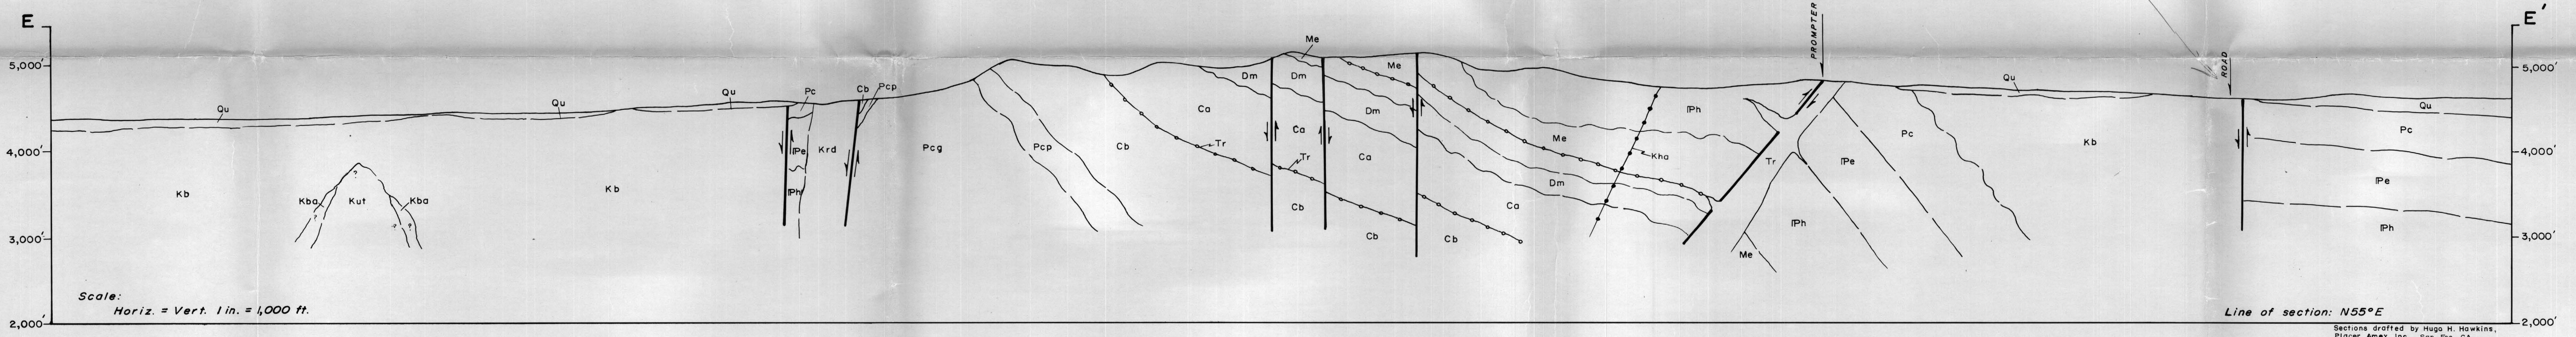 E
E'
PROMPTER
ROAD
5,000'
4,000'
3,000'
2,000'
5,000'
4,000'
3,000'
2,000'
Qu
Qu
Qu
Pc
Cb
Pcp
Me
Me
Qu
Qu
Dm
Dm
Dm
Dm
Ca
Ca
Ca
Ca
Tr
Tr
Tr
Me
Kha
ℙh
Kb
Kba
?
Kut
Kba
?
?
?
Kb
ℙe
ℙh
Krd
Pcg
Pcp
Cb
Cb
Cb
Cb
ℙe
ℙh
Me
Pc
Kb
Pc
ℙe
ℙh
Scale:
Horiz. = Vert. 1 in. = 1,000 ft.
Line of section: N55°E
Sections drafted by Hugo H. Hawkins,
Placer Amex Inc.